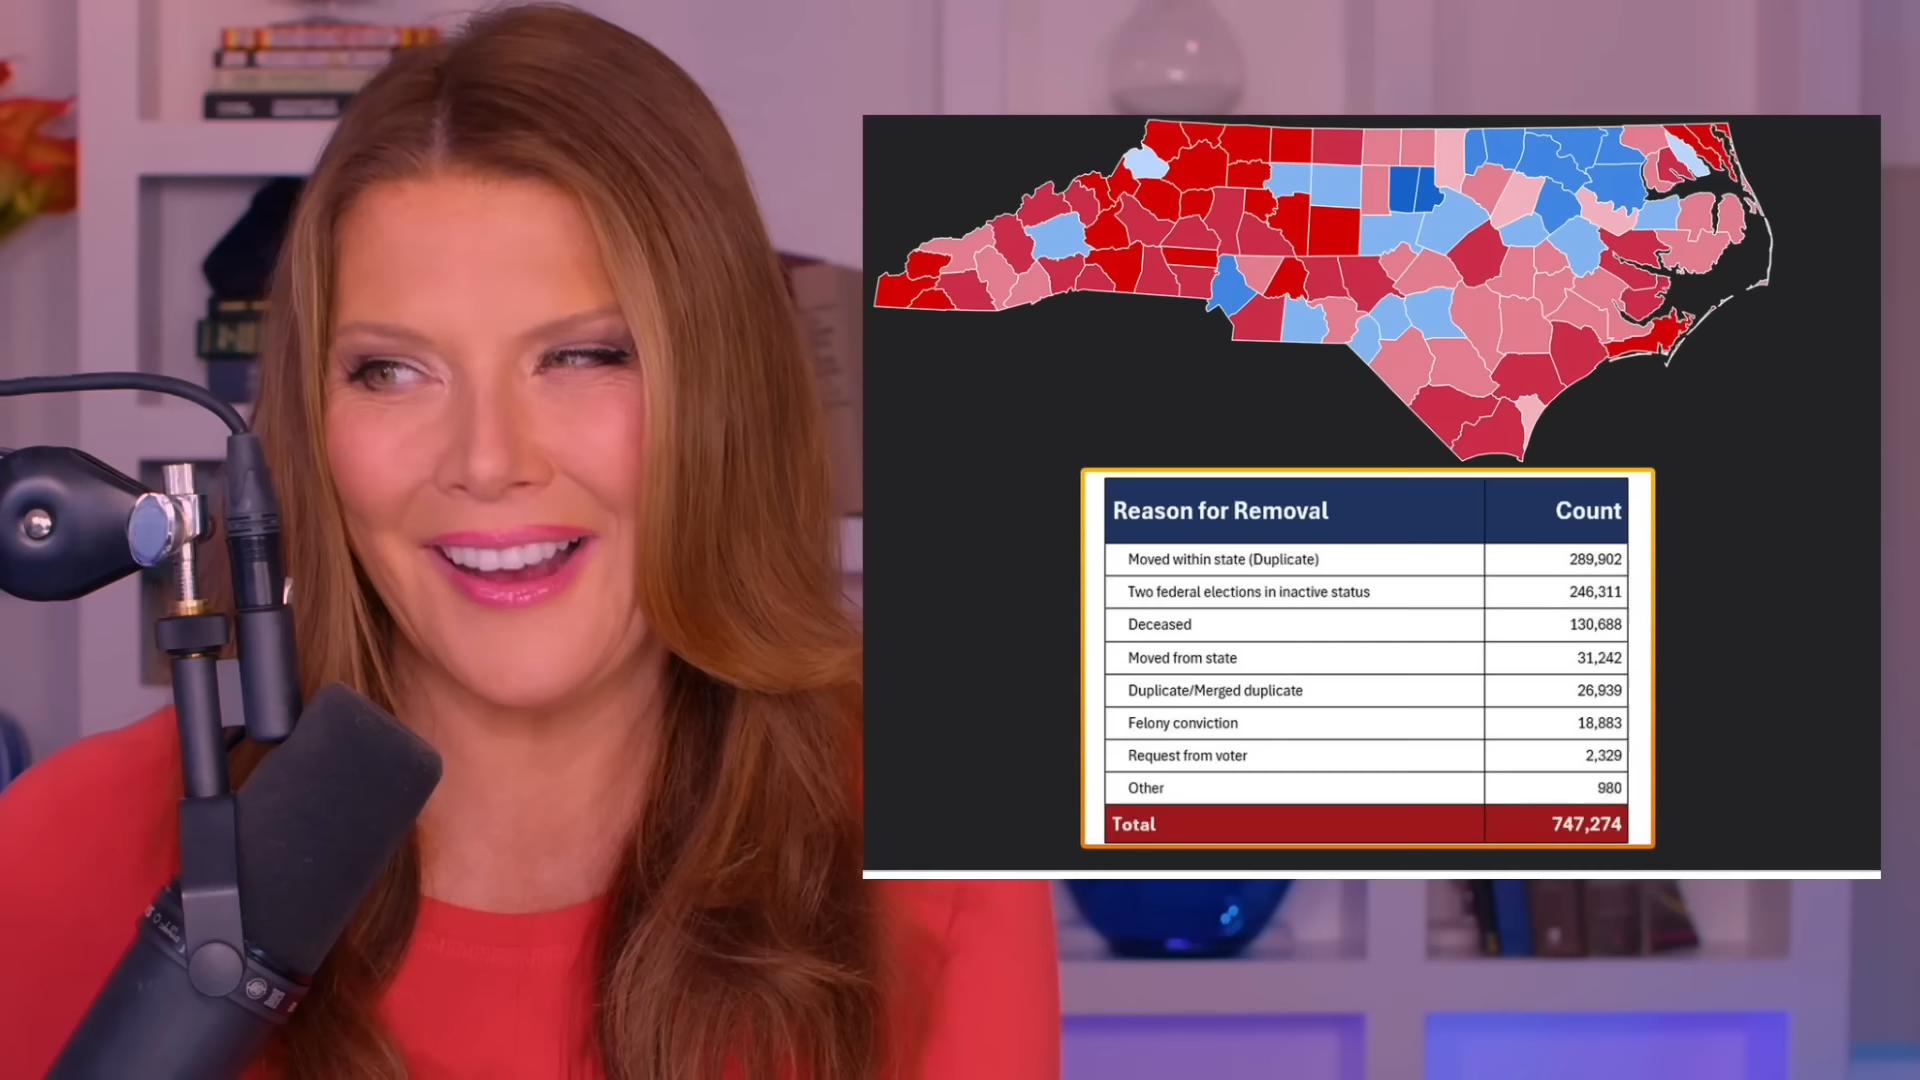 Reason for Removal Count
Moved within state (Duplicate) 289,902
Two federal elections in inactive status 246,311
Deceased 130,688
Moved from state 31,242
Duplicate/Merged duplicate 26,939
Felony conviction 18,883
Request from voter 2,329
Other 980
Total 747,274